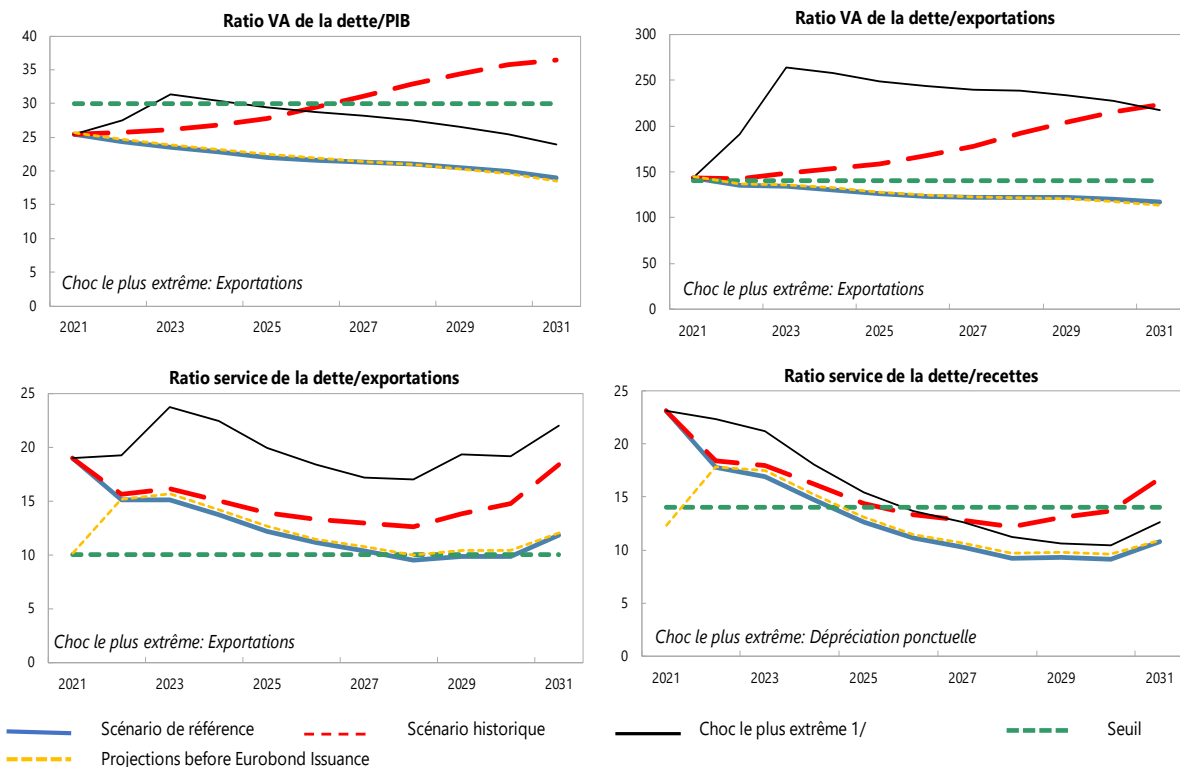 Ratio VA de la dette/PIB
40
35
30
25
20
15
10
5
0
Choc le plus extrême: Exportations
2021 2023 2025 2027 2029 2031
Ratio VA de la dette/exportations
300
250
200
150
100
50
0
Choc le plus extrême: Exportations
2021 2023 2025 2027 2029 2031
Ratio service de la dette/exportations
25
20
15
10
5
0
Choc le plus extrême: Exportations
2021 2023 2025 2027 2029 2031
Ratio service de la dette/recettes
25
20
15
10
5
0
Choc le plus extrême: Dépréciation ponctuelle
2021 2023 2025 2027 2029 2031
Scénario de référence Scénario historique Choc le plus extrême 1/ Seuil
Projections before Eurobond Issuance